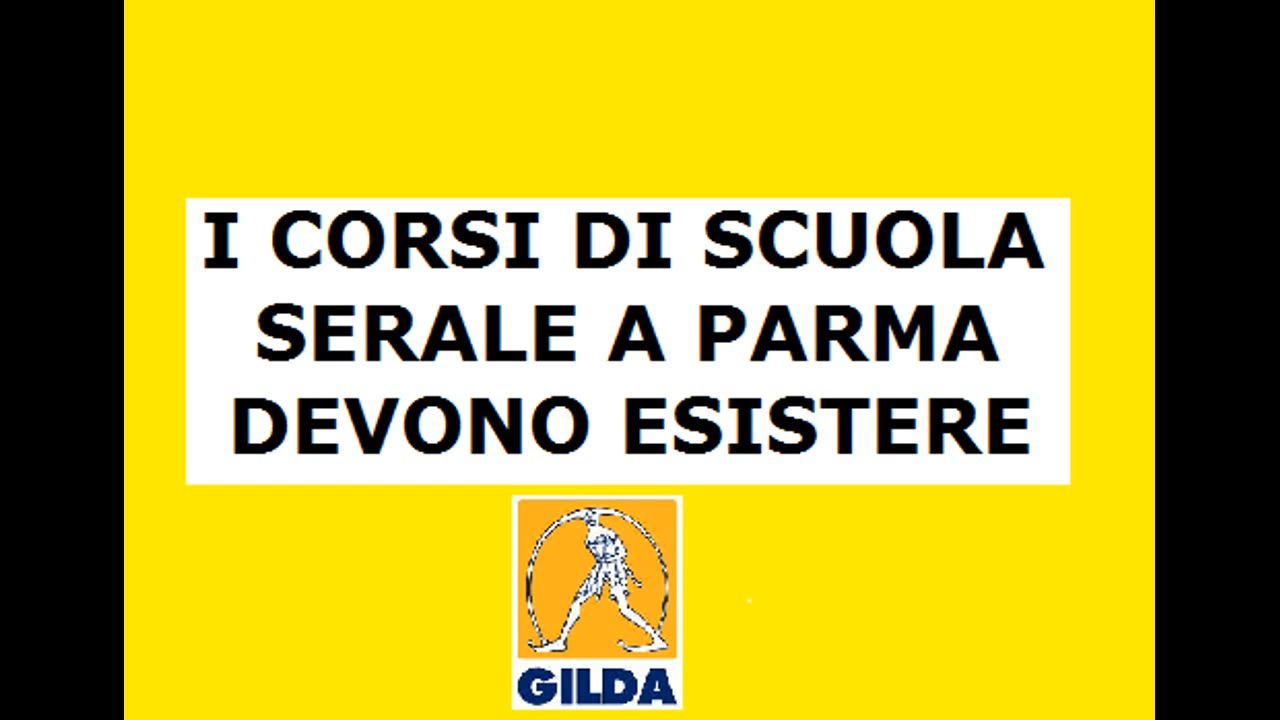 I CORSI DI SCUOLA
SERALE A PARMA
DEVONO ESISTERE
GILDA